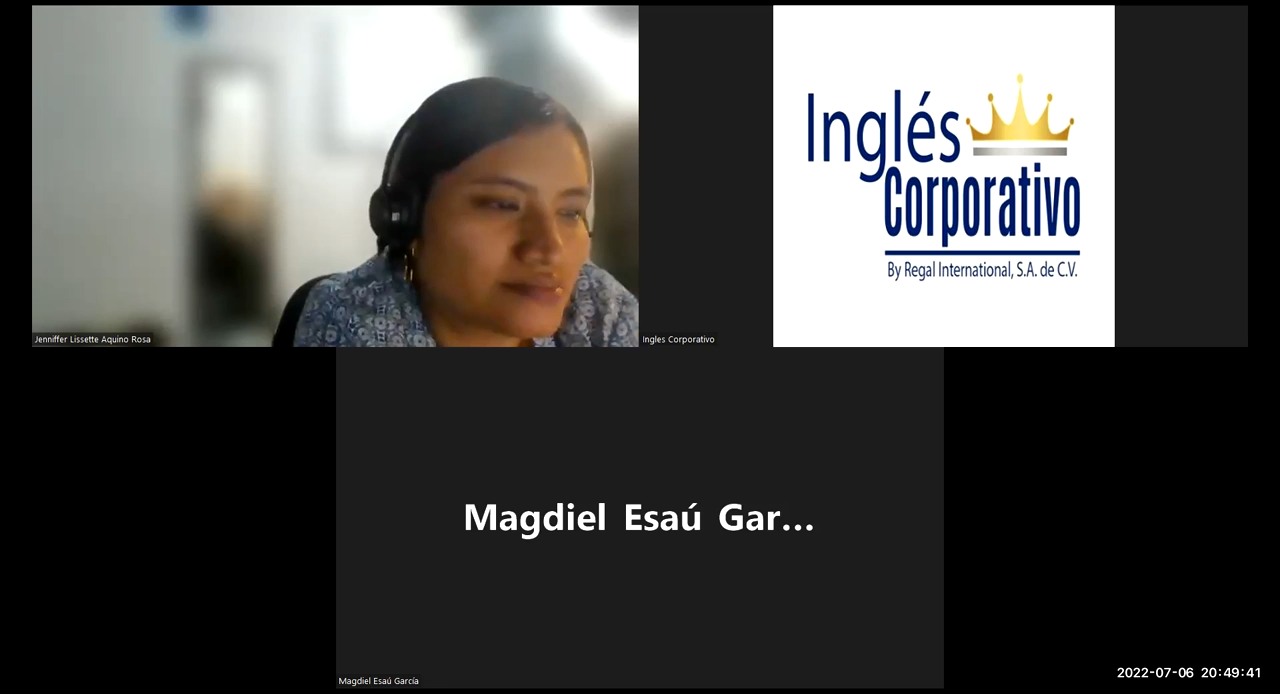 Inglés
Corporativo
By Regal International, S.A. de C.V.
Jenniffer Lissette Aquino Rosa
Ingles Corporativo
Magdiel Esaú Gar...
Magdiel Esaú García
2022-07-06 20:49:41